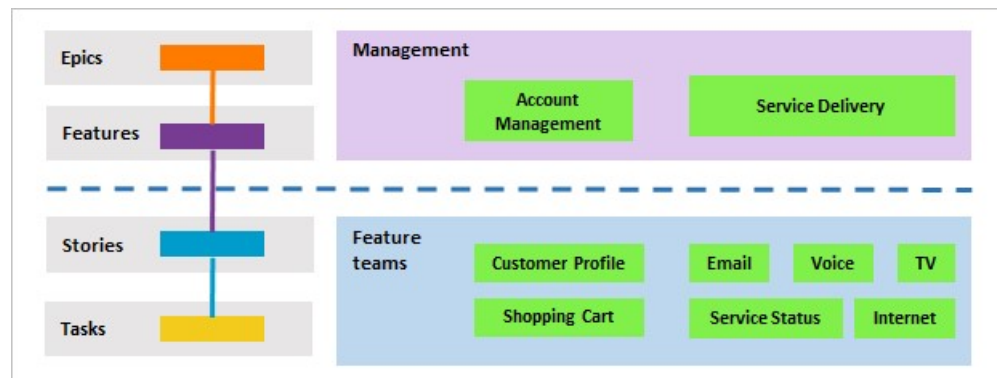 Epics
Features
Stories
Tasks
Management
Account
Management
Service Delivery
Feature
teams
Customer Profile
Email
Voice
TV
Shopping Cart
Service Status
Internet